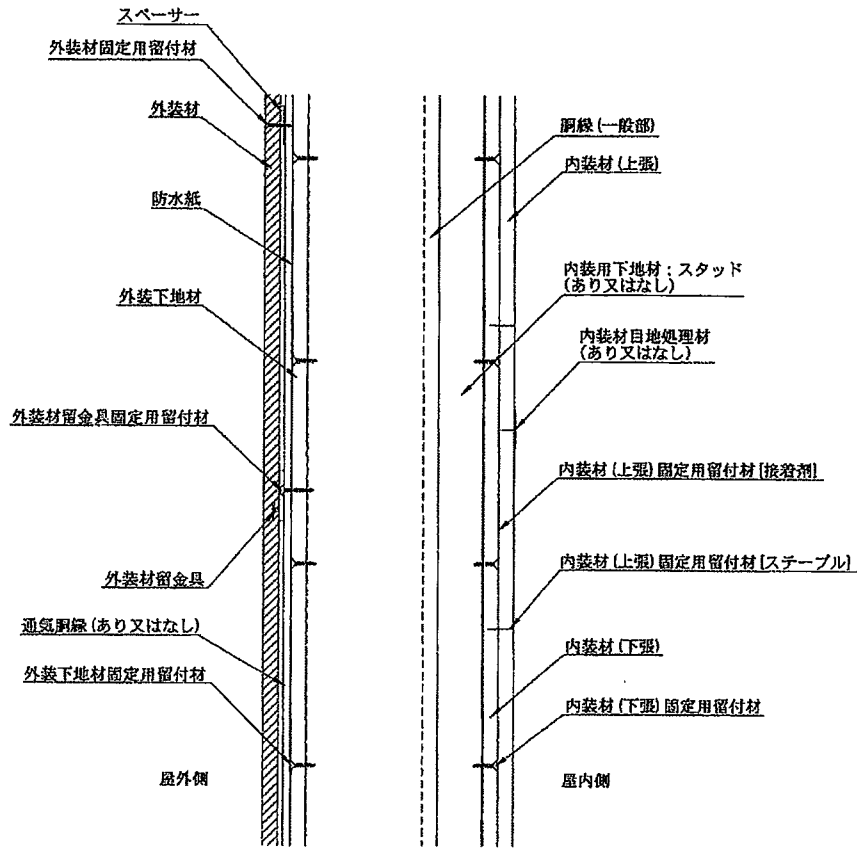 スペーサー
外装材固定用留付材
外装材
防水紙
外装下地材
外装材留金具固定用留付材
外装材留金具
通気胴縁(あり又はなし)
外装下地材固定用留付材
屋外側
胴縁(一般部)
内装材(上張)
内装用下地材:スタッド
(あり又はなし)
内装材目地処理材
(あり又はなし)
内装材(上張)固定用留付材[接着剤]
内装材(上張)固定用留付材[ステープル]
内装材(下張)
内装材(下張)固定用留付材
屋内側